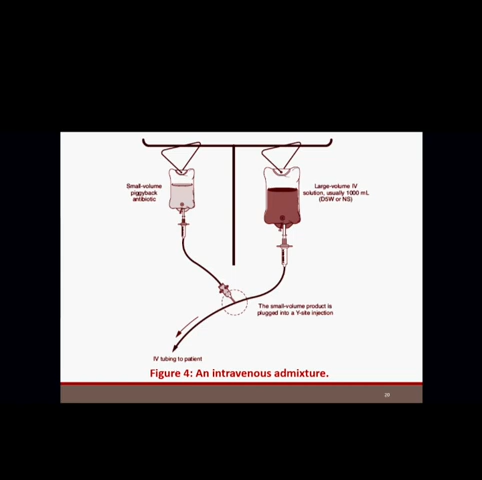 Small-volume
piggyback
antibiotic
Large-volume IV
solution, usually 1000 mL
(D5W or NS)
The small-volume product is
plugged into a Y-site injection
IV tubing to patient
Figure 4: An intravenous admixture.